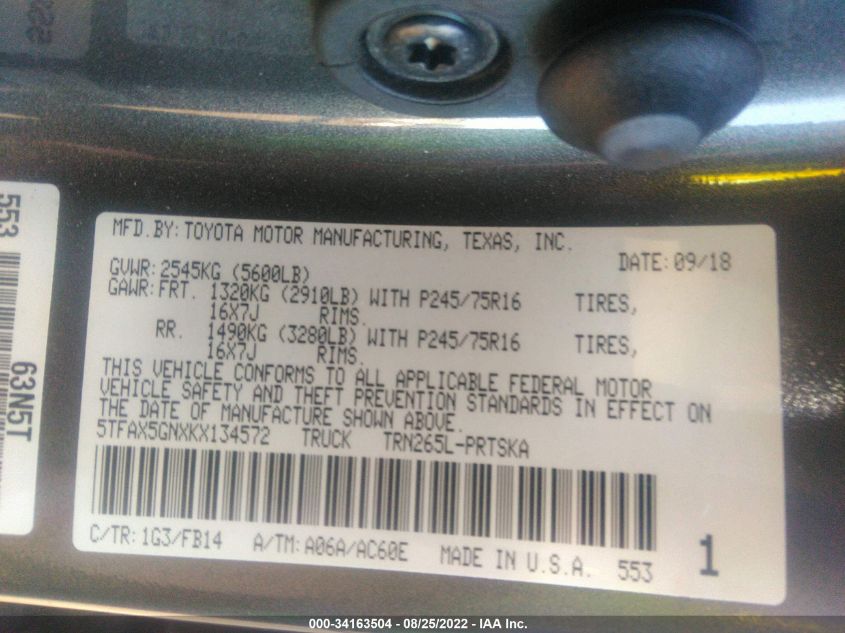 MFD.BY:TOYOTA MOTOR MANUFACTURING, TEXAS, INC.
DATE:09/18
GVWR:2545KG (5600LB)
GAWR:FRT. 1320KG (2910LB) WITH P245/75R16 TIRES,
16X7J RIMS.
RR. 1490KG (3280LB) WITH P245/75R16 TIRES,
16X7J RIMS.
THIS VEHICLE CONFORMS TO ALL APPLICABLE FEDERAL MOTOR
VEHICLE SAFETY AND THEFT PREVENTION STANDARDS IN EFFECT ON
THE DATE OF MANUFACTURE SHOWN ABOVE.
5TFAX5GNXKX134572 TRUCK TRN265L-PRTSKA
C/TR:1G3/FB14 A/TM:A06A/AC60E MADE IN U.S.A. 553
1
553
63N5T
000-34163504 - 08/25/2022 - IAA Inc.